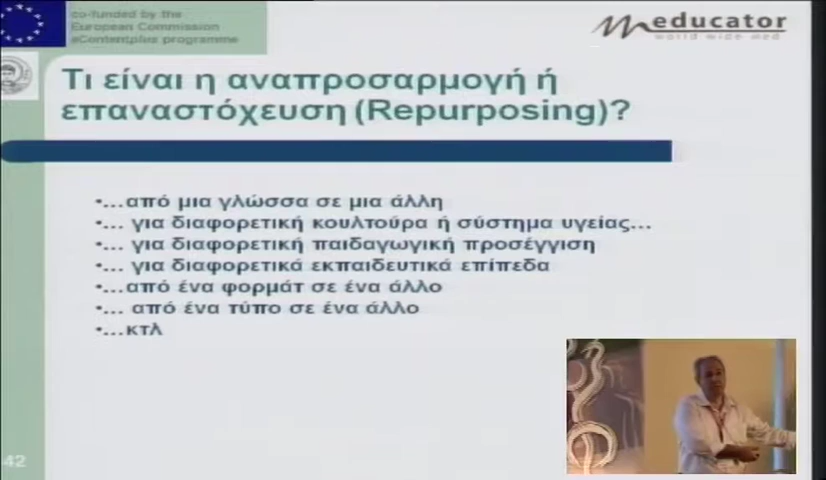 co-funded by the
European Commission
eContentplus programme
meducator
world wide med
Τι είναι η αναπροσαρμογή ή
επαναστόχευση (Repurposing)?
•...από μια γλώσσα σε μια άλλη
•... για διαφορετική κουλτούρα ή σύστημα υγείας...
•... για διαφορετική παιδαγωγική προσέγγιση
•... για διαφορετικά εκπαιδευτικά επίπεδα
•...από ένα φορμάτ σε ένα άλλο
•... από ένα τύπο σε ένα άλλο
•...κτλ
42